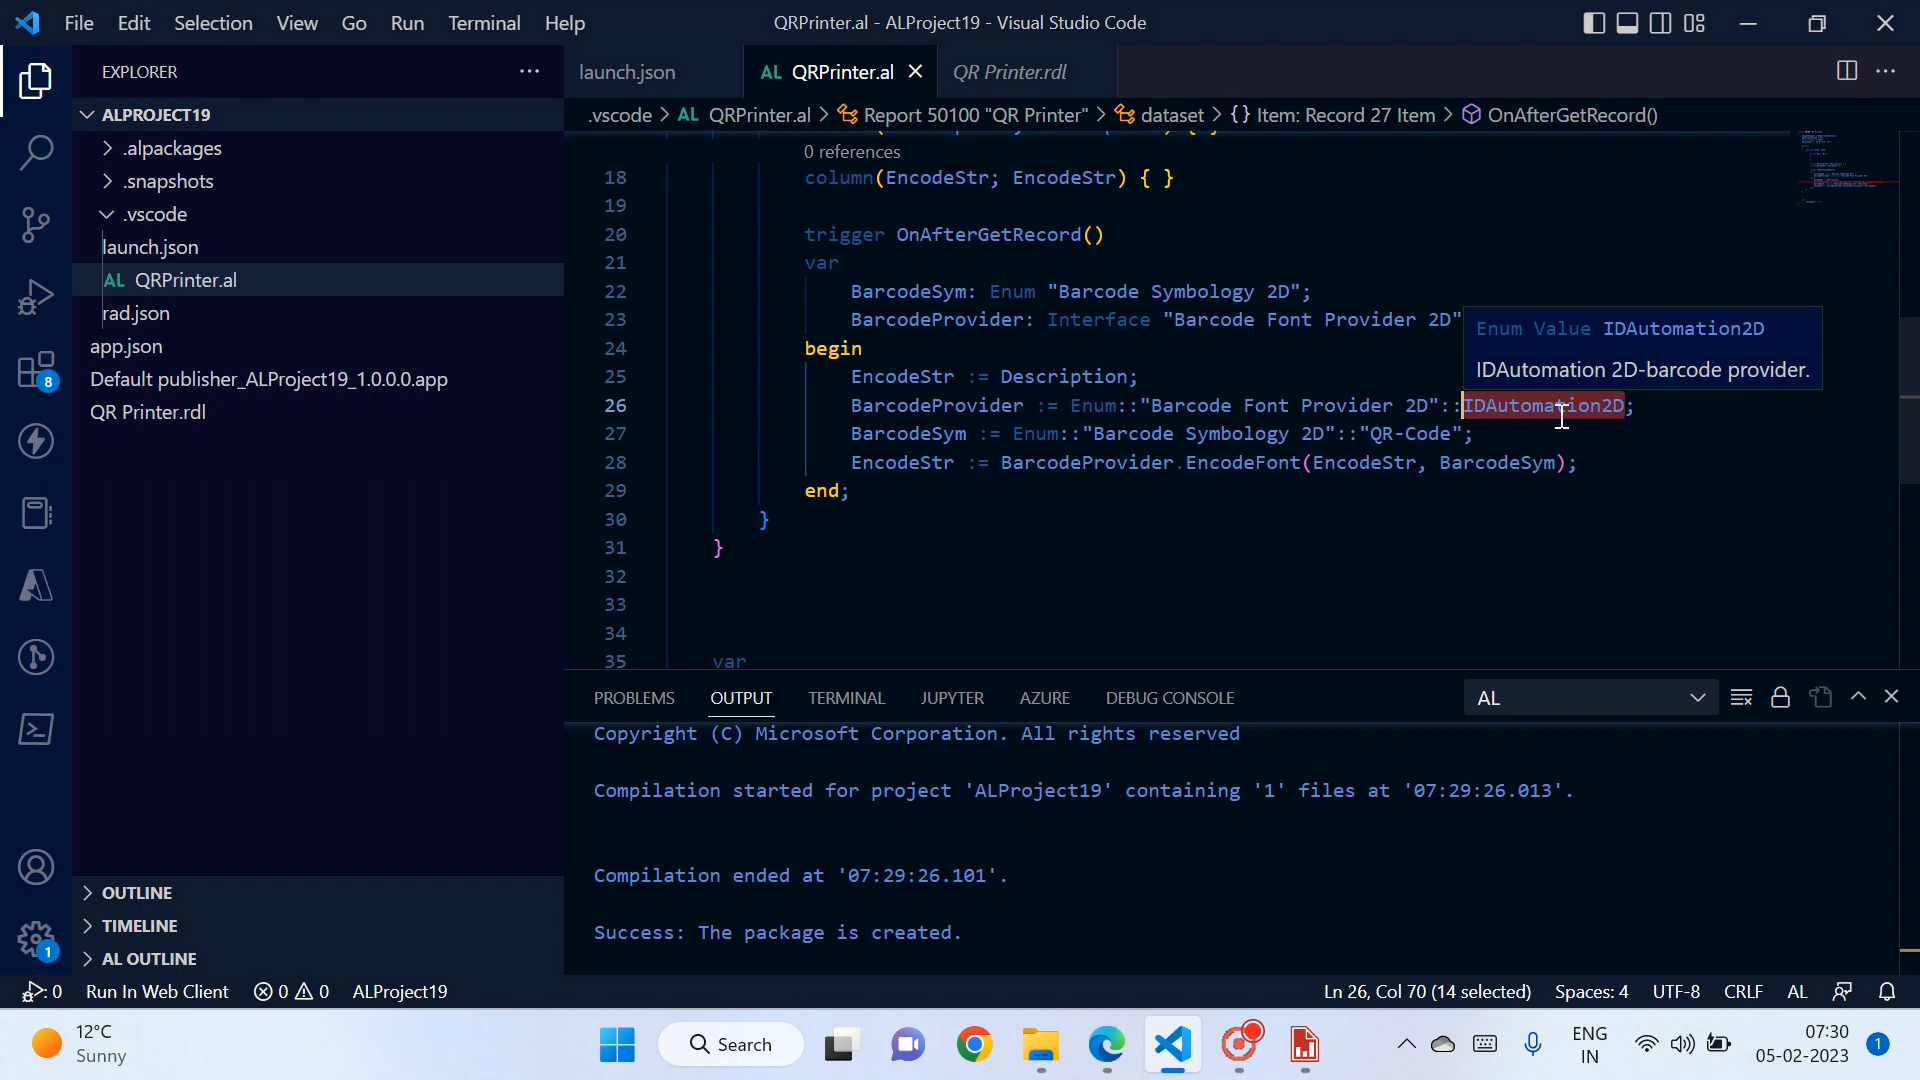 File Edit Selection View Go Run Terminal Help
QRPrinter.al - ALProject19 - Visual Studio Code
EXPLORER
ALPROJECT19
.alpackages
.snapshots
.vscode
launch.json
AL QRPrinter.al
rad.json
app.json
Default publisher_ALProject19_1.0.0.0.app
QR Printer.rdl
OUTLINE
TIMELINE
AL OUTLINE
8
1
launch.json
AL QRPrinter.al
QR Printer.rdl
.vscode > AL QRPrinter.al > Report 50100 "QR Printer" > dataset > {} Item: Record 27 Item > OnAfterGetRecord()
0 references
18 column(EncodeStr; EncodeStr) { }
19
20 trigger OnAfterGetRecord()
21 var
22 BarcodeSym: Enum "Barcode Symbology 2D";
23 BarcodeProvider: Interface "Barcode Font Provider 2D"
Enum Value IDAutomation2D
IDAutomation 2D-barcode provider.
24 begin
25 EncodeStr := Description;
26 BarcodeProvider := Enum::"Barcode Font Provider 2D"::IDAutomation2D;
27 BarcodeSym := Enum::"Barcode Symbology 2D"::"QR-Code";
28 EncodeStr := BarcodeProvider.EncodeFont(EncodeStr, BarcodeSym);
29 end;
30 }
31 }
32
33
34
35 var
PROBLEMS OUTPUT TERMINAL JUPYTER AZURE DEBUG CONSOLE
AL
Copyright (C) Microsoft Corporation. All rights reserved
Compilation started for project 'ALProject19' containing '1' files at '07:29:26.013'.
Compilation ended at '07:29:26.101'.
Success: The package is created.
: 0 Run In Web Client 0 0 ALProject19
Ln 26, Col 70 (14 selected) Spaces: 4 UTF-8 CRLF AL
12°C
Sunny
Search
ENG
IN
07:30
05-02-2023
1